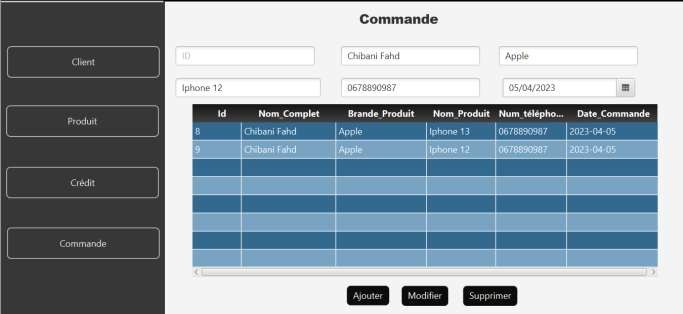 Commande
Client
Produit
Crédit
Commande
ID Chibani Fahd Apple
Iphone 12 0678890987 05/04/2023
Id Nom_Complet Brande_Produit Nom_Produit Num_télépho... Date_Commande
8 Chibani Fahd Apple Iphone 13 0678890987 2023-04-05
9 Chibani Fahd Apple Iphone 12 0678890987 2023-04-05
Ajouter Modifier Supprimer